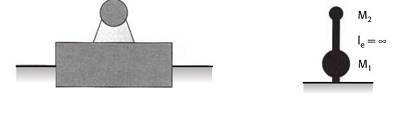 M₂
Iₑ = ∞
M₁